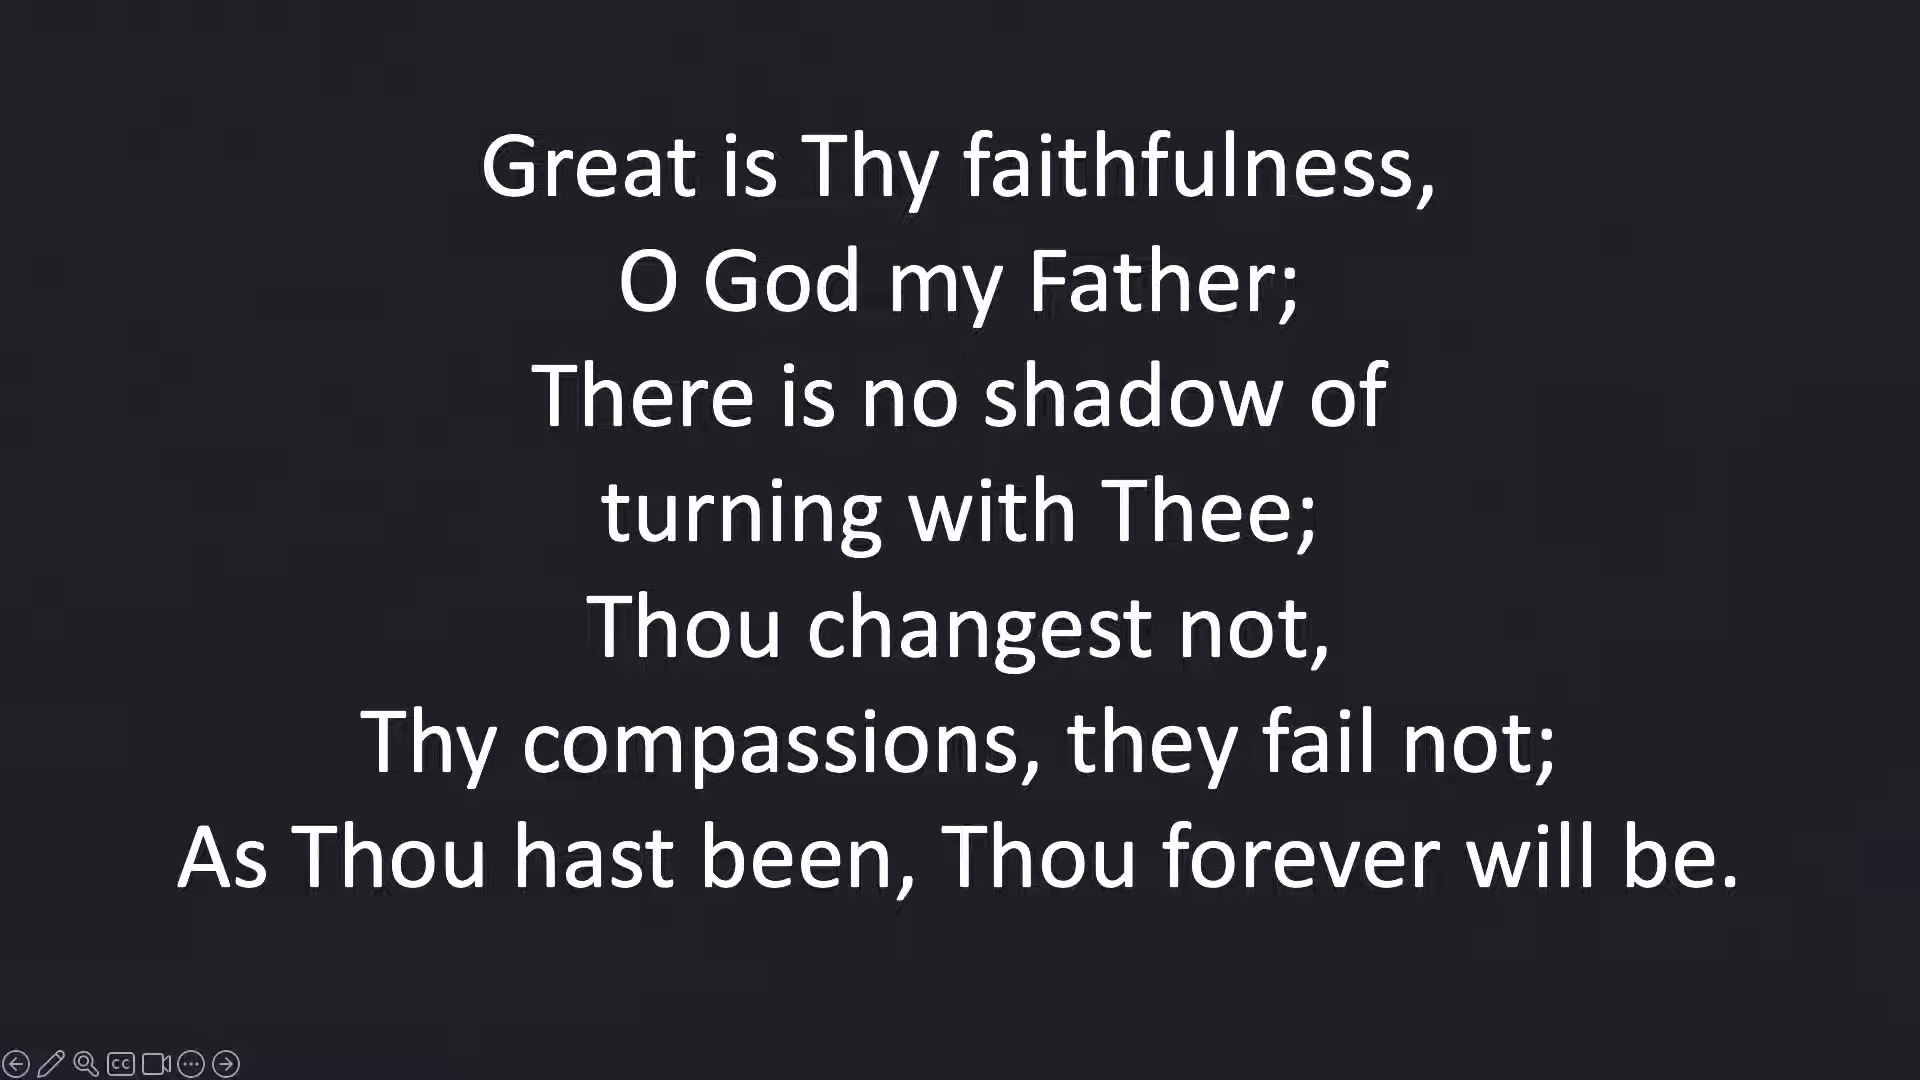 Great is Thy faithfulness,
O God my Father;
There is no shadow of
turning with Thee;
Thou changest not,
Thy compassions, they fail not;
As Thou hast been, Thou forever will be.
CC